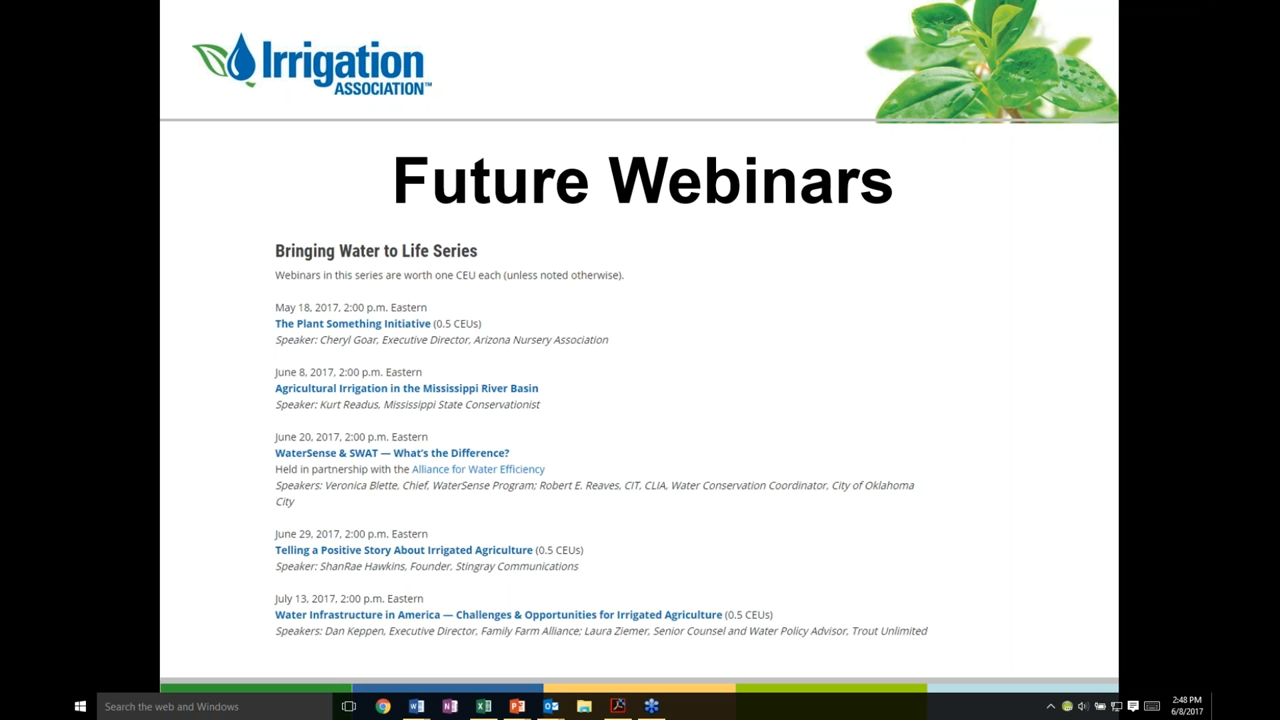 Irrigation
ASSOCIATION™
Future Webinars
Bringing Water to Life Series
Webinars in this series are worth one CEU each (unless noted otherwise).
May 18, 2017, 2:00 p.m. Eastern
The Plant Something Initiative (0.5 CEUs)
Speaker: Cheryl Goar, Executive Director, Arizona Nursery Association
June 8, 2017, 2:00 p.m. Eastern
Agricultural Irrigation in the Mississippi River Basin
Speaker: Kurt Readus, Mississippi State Conservationist
June 20, 2017, 2:00 p.m. Eastern
WaterSense & SWAT — What's the Difference?
Held in partnership with the Alliance for Water Efficiency
Speakers: Veronica Blette, Chief, WaterSense Program; Robert E. Reaves, CIT, CLIA, Water Conservation Coordinator, City of Oklahoma
City
June 29, 2017, 2:00 p.m. Eastern
Telling a Positive Story About Irrigated Agriculture (0.5 CEUs)
Speaker: ShanRae Hawkins, Founder, Stingray Communications
July 13, 2017, 2:00 p.m. Eastern
Water Infrastructure in America — Challenges & Opportunities for Irrigated Agriculture (0.5 CEUs)
Speakers: Dan Keppen, Executive Director, Family Farm Alliance; Laura Ziemer, Senior Counsel and Water Policy Advisor, Trout Unlimited
Search the web and Windows
2:48 PM
6/8/2017